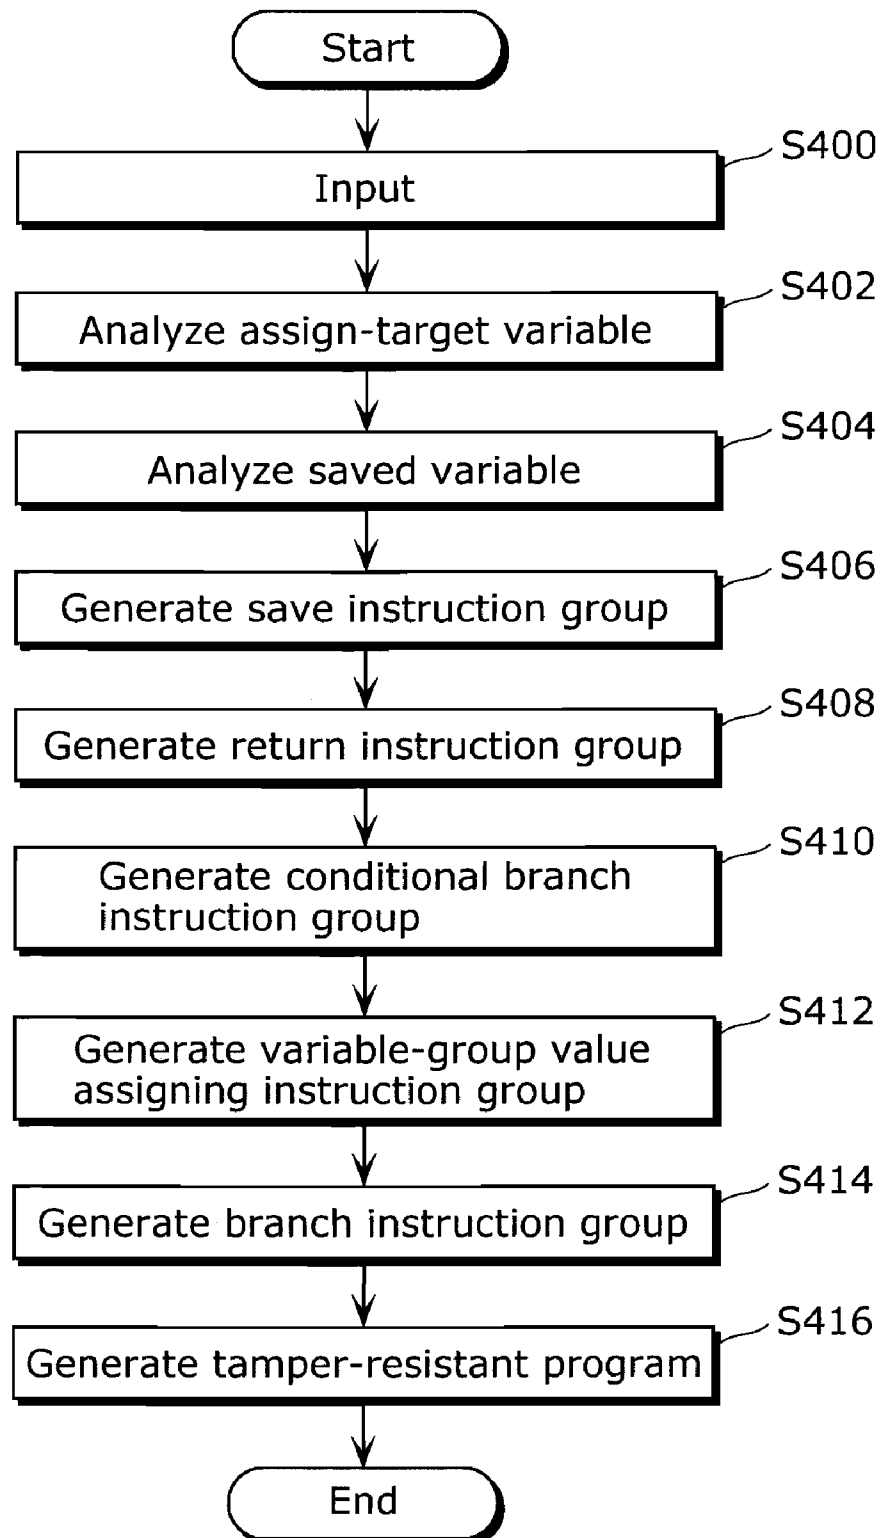 Start
S400
Input
S402
Analyze assign-target variable
S404
Analyze saved variable
S406
Generate save instruction group
S408
Generate return instruction group
S410
Generate conditional branch
instruction group
S412
Generate variable-group value
assigning instruction group
S414
Generate branch instruction group
S416
Generate tamper-resistant program
End